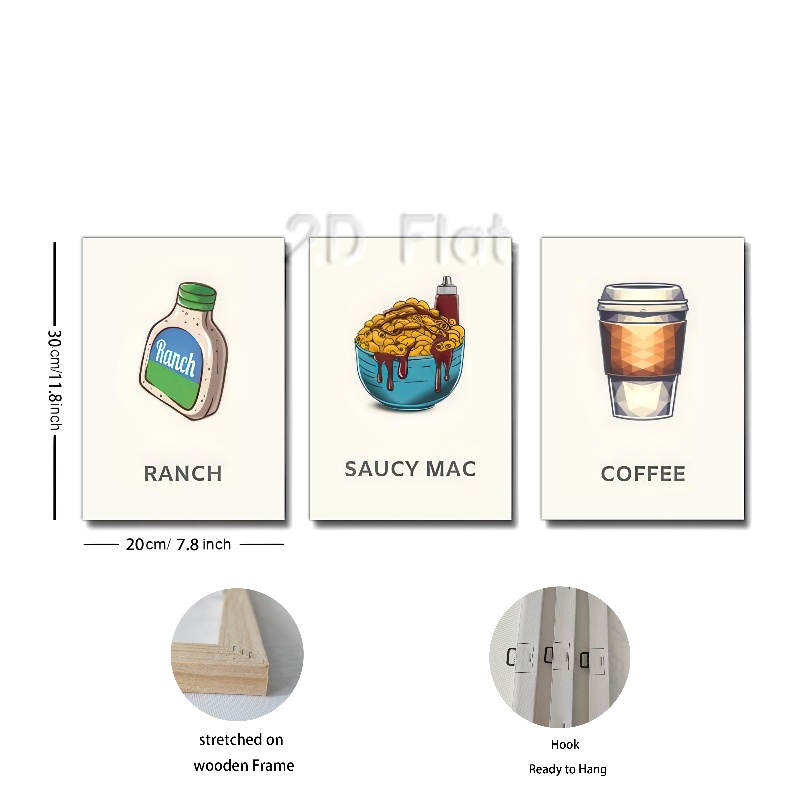 2D Flat
Ranch
RANCH
SAUCY MAC
COFFEE
30cm/11.8inch
20cm/ 7.8 inch
stretched on
wooden Frame
Hook
Ready to Hang